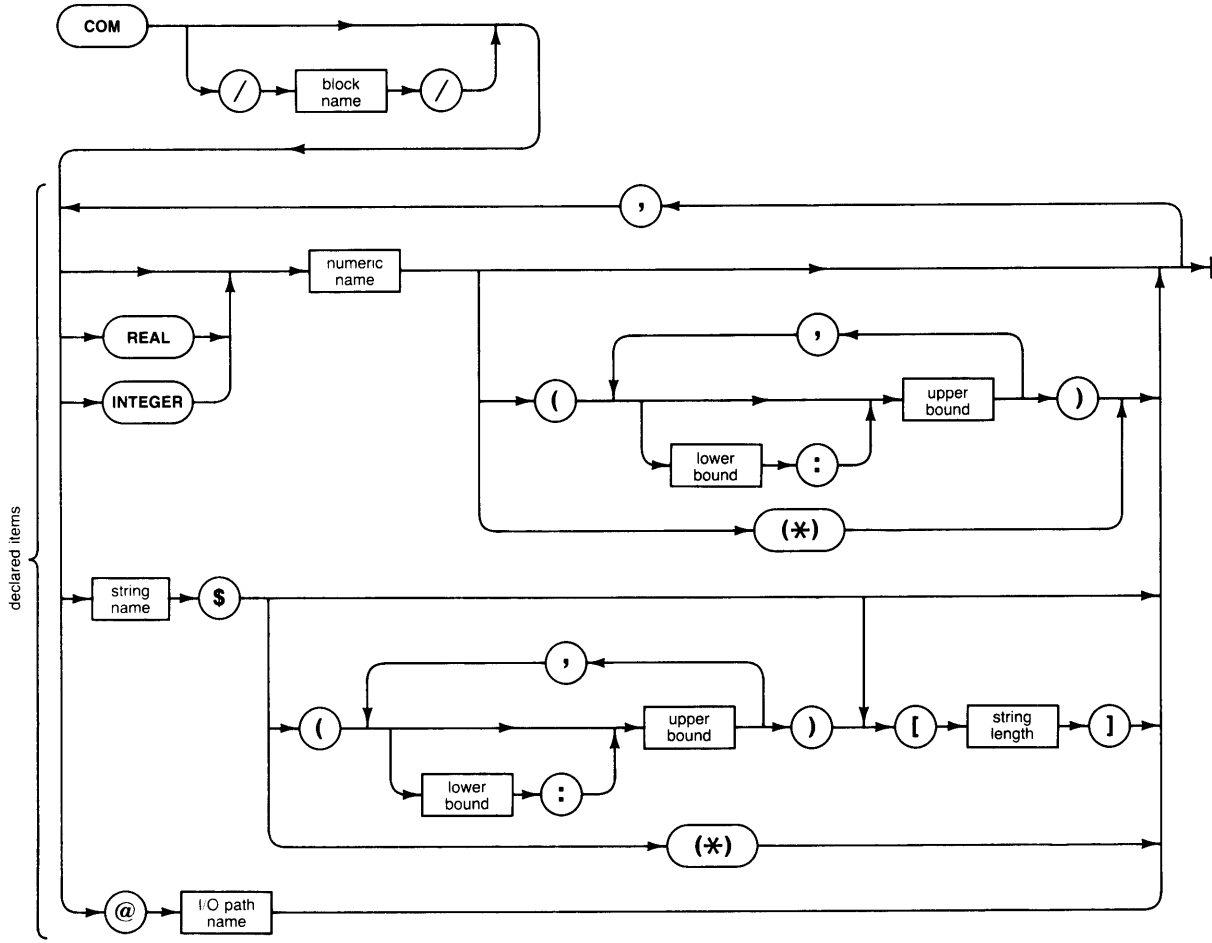 COM
/
block
name
/
,
numeric
name
REAL
INTEGER
,
(
upper
bound
)
lower
bound
:
(*)
declared items
string
name
$
,
(
upper
bound
)
[
string
length
]
lower
bound
:
(*)
@
I/O path
name